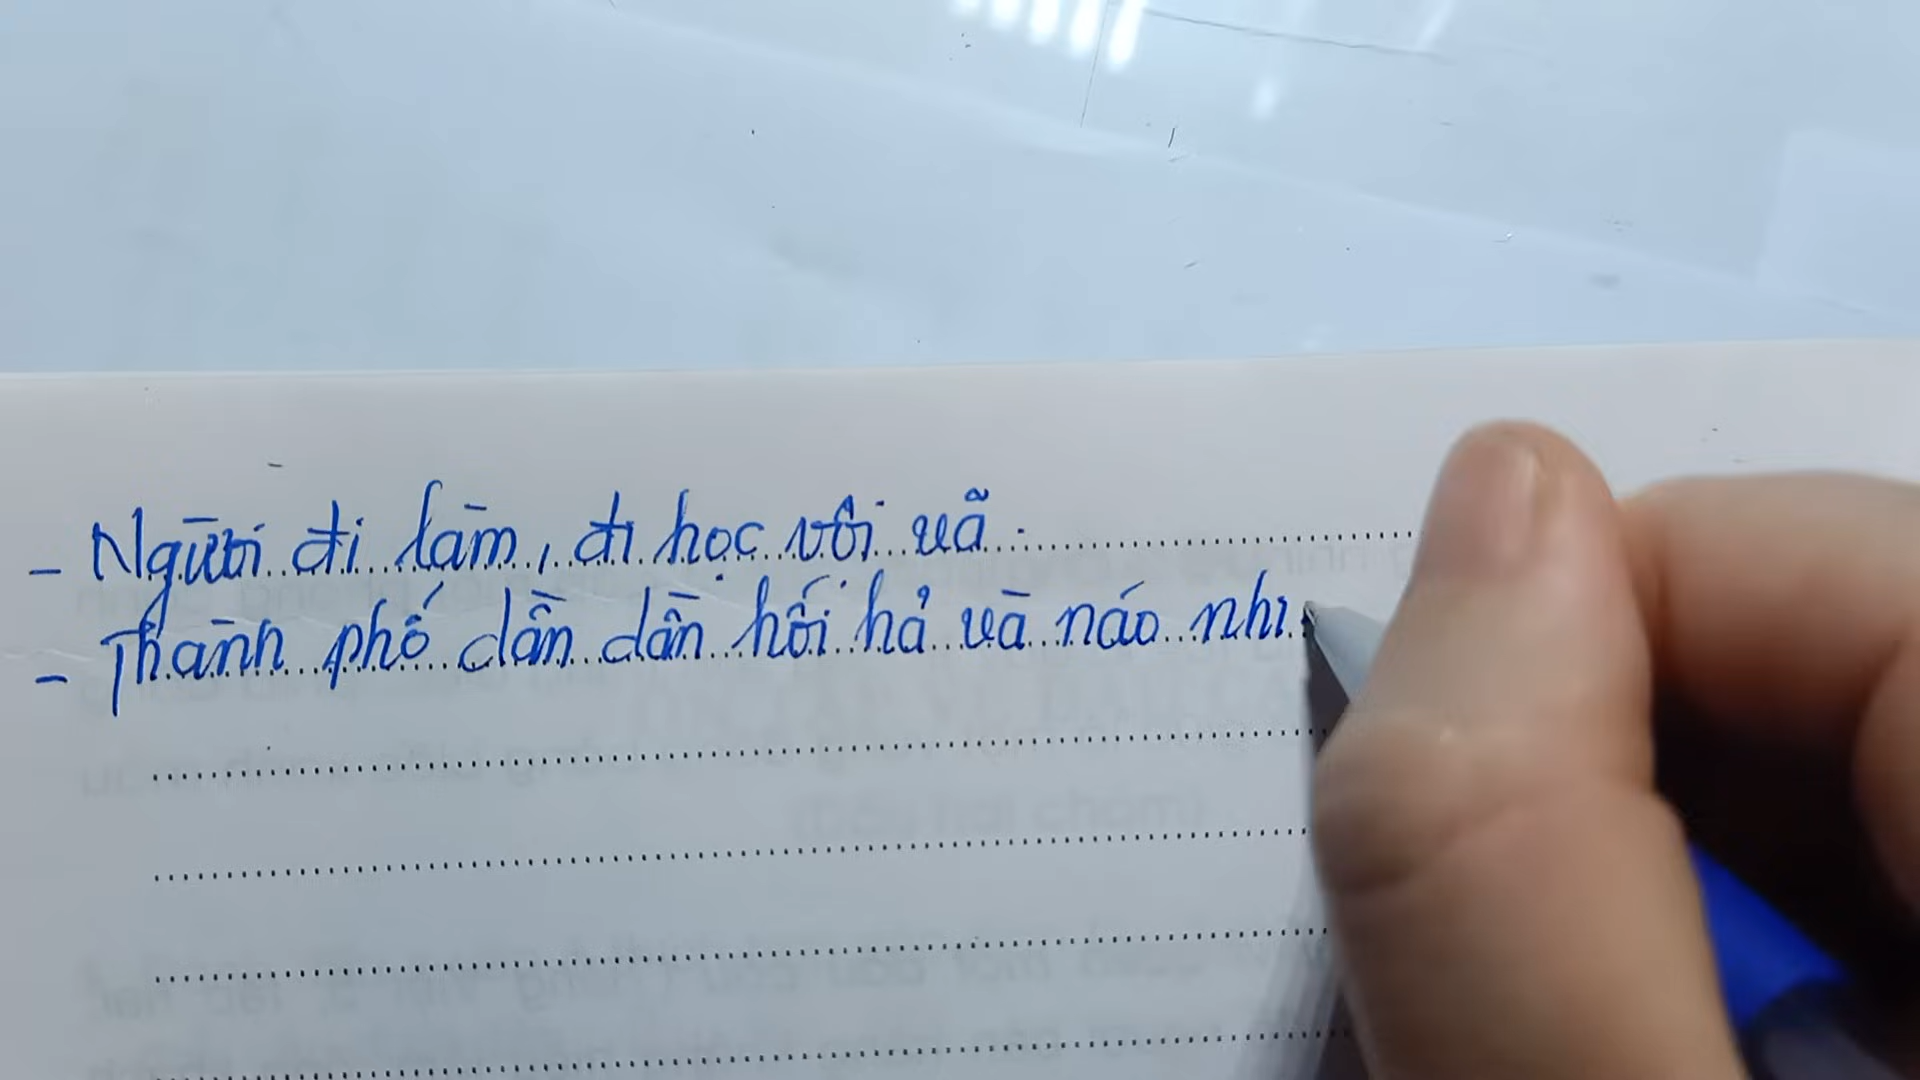 - Người đi làm, đi học vội vã.
- Thành phố dần dần hối hả và náo nhi